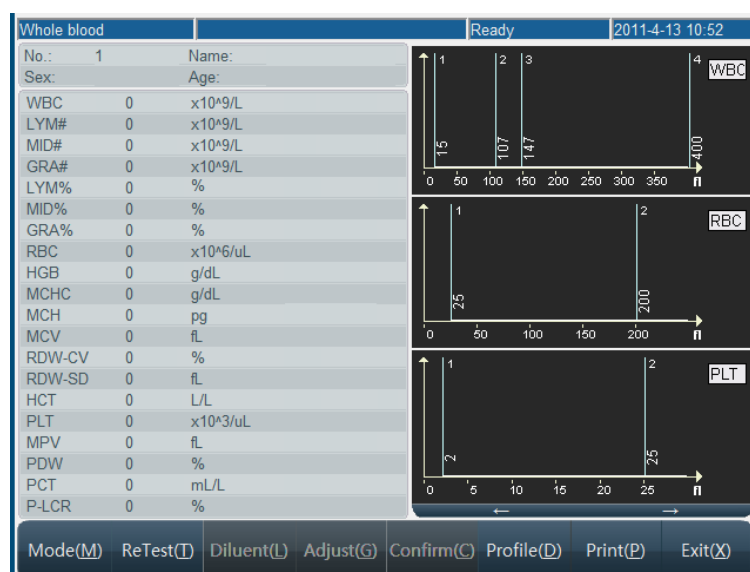 Whole blood Ready 2011-4-13 10:52
No.: 1 Name:
Sex: Age:
WBC 0 x10^9/L
LYM# 0 x10^9/L
MID# 0 x10^9/L
GRA# 0 x10^9/L
LYM% 0 %
MID% 0 %
GRA% 0 %
RBC 0 x10^6/uL
HGB 0 g/dL
MCHC 0 g/dL
MCH 0 pg
MCV 0 fL
RDW-CV 0 %
RDW-SD 0 fL
HCT 0 L/L
PLT 0 x10^3/uL
MPV 0 fL
PDW 0 %
PCT 0 mL/L
P-LCR 0 %
1 2 3 4 WBC
15 107 147 400
0 50 100 150 200 250 300 350 fl
1 2 RBC
25 200
0 50 100 150 200 fl
1 2 PLT
2 25
0 5 10 15 20 25 fl
← →
Mode(M) ReTest(T) Diluent(L) Adjust(G) Confirm(C) Profile(D) Print(P) Exit(X)